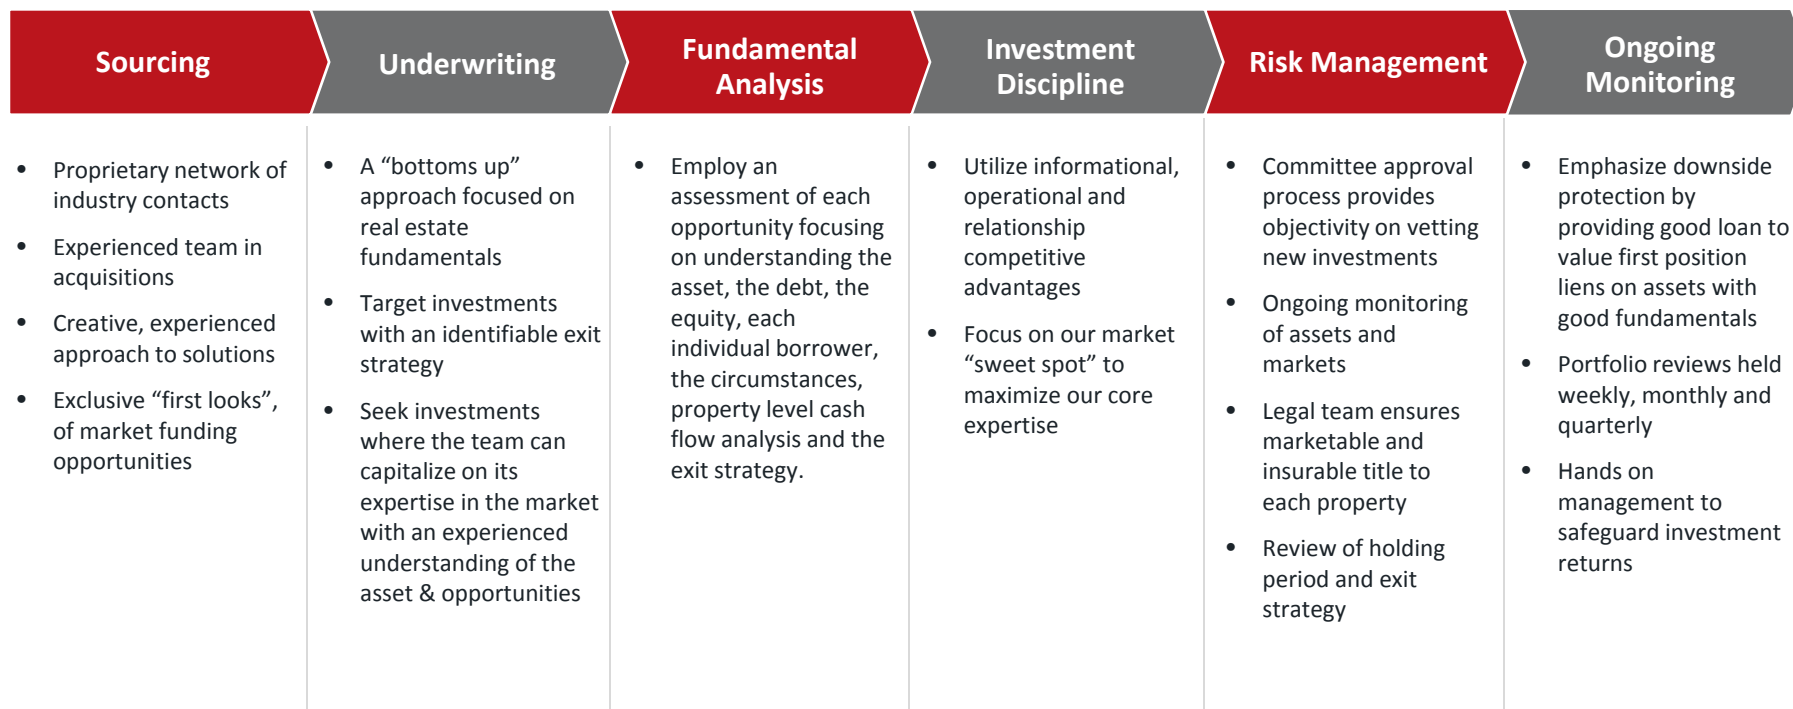 Sourcing
Underwriting
Fundamental
Analysis
Investment
Discipline
Risk Management
Ongoing
Monitoring
• Proprietary network of
industry contacts
• Experienced team in
acquisitions
• Creative, experienced
approach to solutions
• Exclusive “first looks”,
of market funding
opportunities
• A “bottoms up”
approach focused on
real estate
fundamentals
• Target investments
with an identifiable exit
strategy
• Seek investments
where the team can
capitalize on its
expertise in the market
with an experienced
understanding of the
asset & opportunities
• Employ an
assessment of each
opportunity focusing
on understanding the
asset, the debt, the
equity, each
individual borrower,
the circumstances,
property level cash
flow analysis and the
exit strategy.
• Utilize informational,
operational and
relationship
competitive
advantages
• Focus on our market
“sweet spot” to
maximize our core
expertise
• Committee approval
process provides
objectivity on vetting
new investments
• Ongoing monitoring
of assets and
markets
• Legal team ensures
marketable and
insurable title to
each property
• Review of holding
period and exit
strategy
• Emphasize downside
protection by
providing good loan to
value first position
liens on assets with
good fundamentals
• Portfolio reviews held
weekly, monthly and
quarterly
• Hands on
management to
safeguard investment
returns